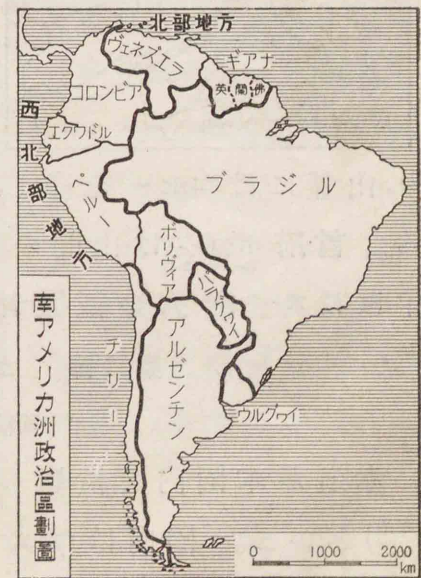 北部地方
ヴェネズエラ
ギアナ
英 蘭 佛
コロンビア
西北部地方
エクワドル
ペルー
ブラジル
ボリヴィア
パラグワイ
チリー
アルゼンチン
ウルグワイ
南アメリカ洲政治區劃圖
0 1000 2000
km